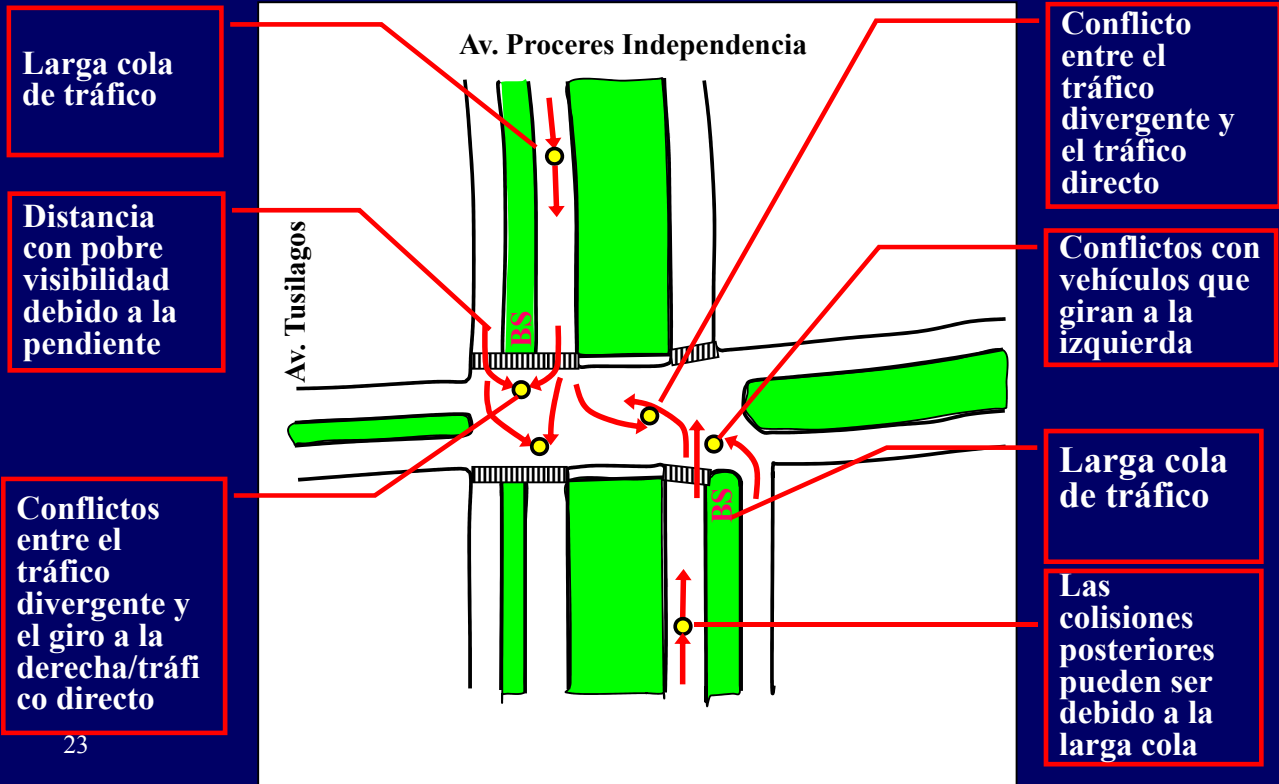 Larga cola
de tráfico
Distancia
con pobre
visibilidad
debido a la
pendiente
Conflictos
entre el
tráfico
divergente y
el giro a la
derecha/tráfi
co directo
23
Av. Proceres Independencia
Av. Tusilagos
BS
BS
Conflicto
entre el
tráfico
divergente y
el tráfico
directo
Conflictos con
vehículos que
giran a la
izquierda
Larga cola
de tráfico
Las
colisiones
posteriores
pueden ser
debido a la
larga cola